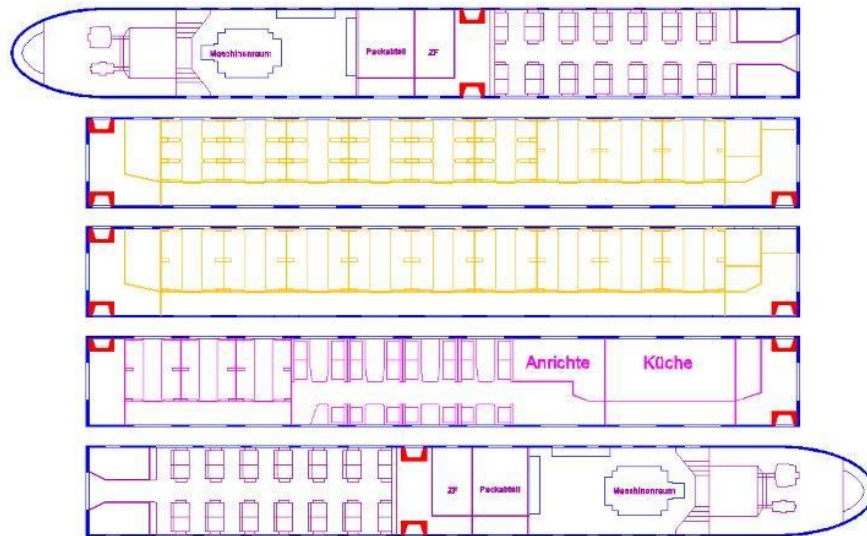 Maschinenraum
Packabteil
ZF
Anrichte
Küche
ZF
Packabteil
Maschinenraum